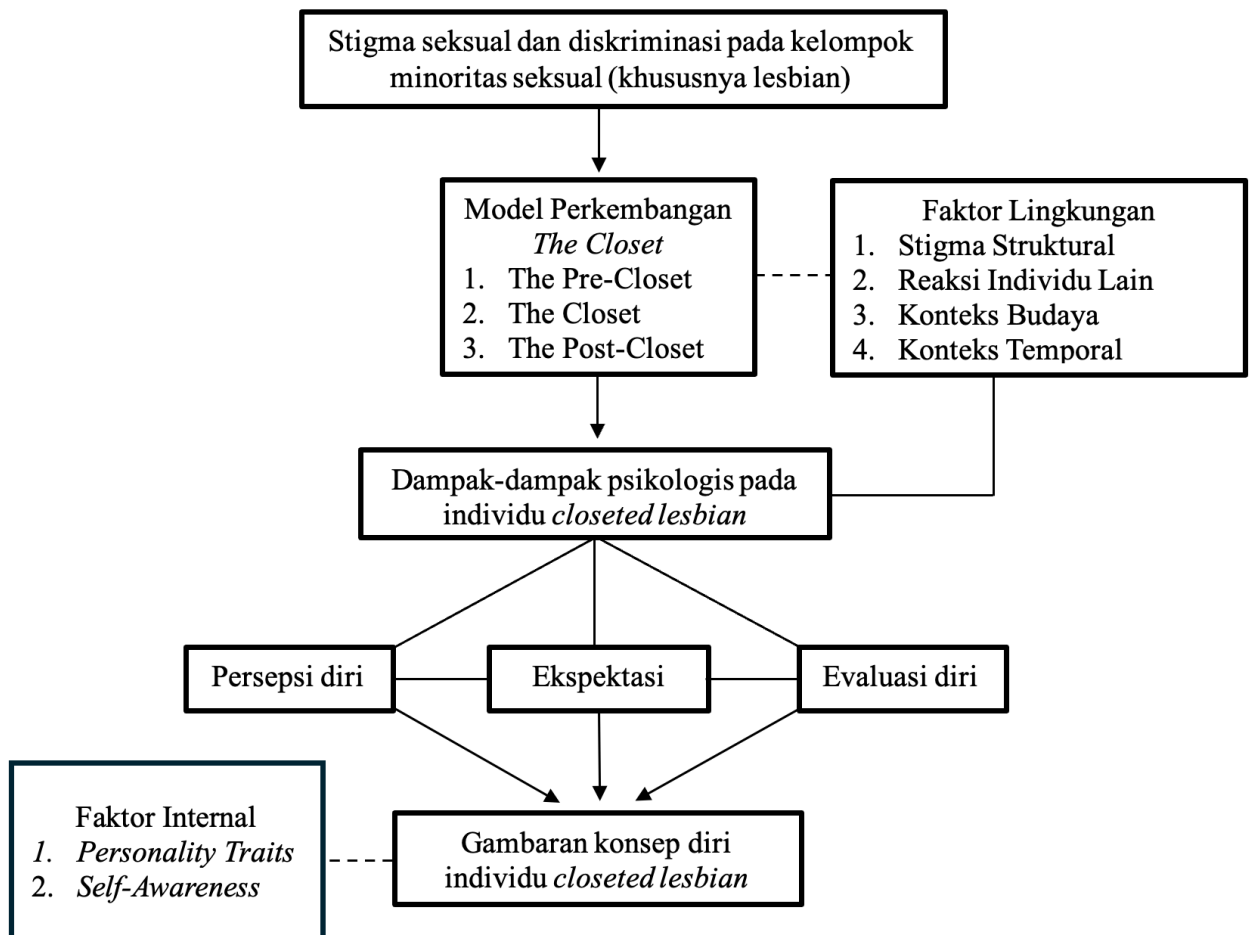 Stigma seksual dan diskriminasi pada kelompok
minoritas seksual (khususnya lesbian)
Model Perkembangan
The Closet
1. The Pre-Closet
2. The Closet
3. The Post-Closet
Faktor Lingkungan
1. Stigma Struktural
2. Reaksi Individu Lain
3. Konteks Budaya
4. Konteks Temporal
Dampak-dampak psikologis pada
individu closeted lesbian
Persepsi diri
Ekspektasi
Evaluasi diri
Faktor Internal
1. Personality Traits
2. Self-Awareness
Gambaran konsep diri
individu closeted lesbian